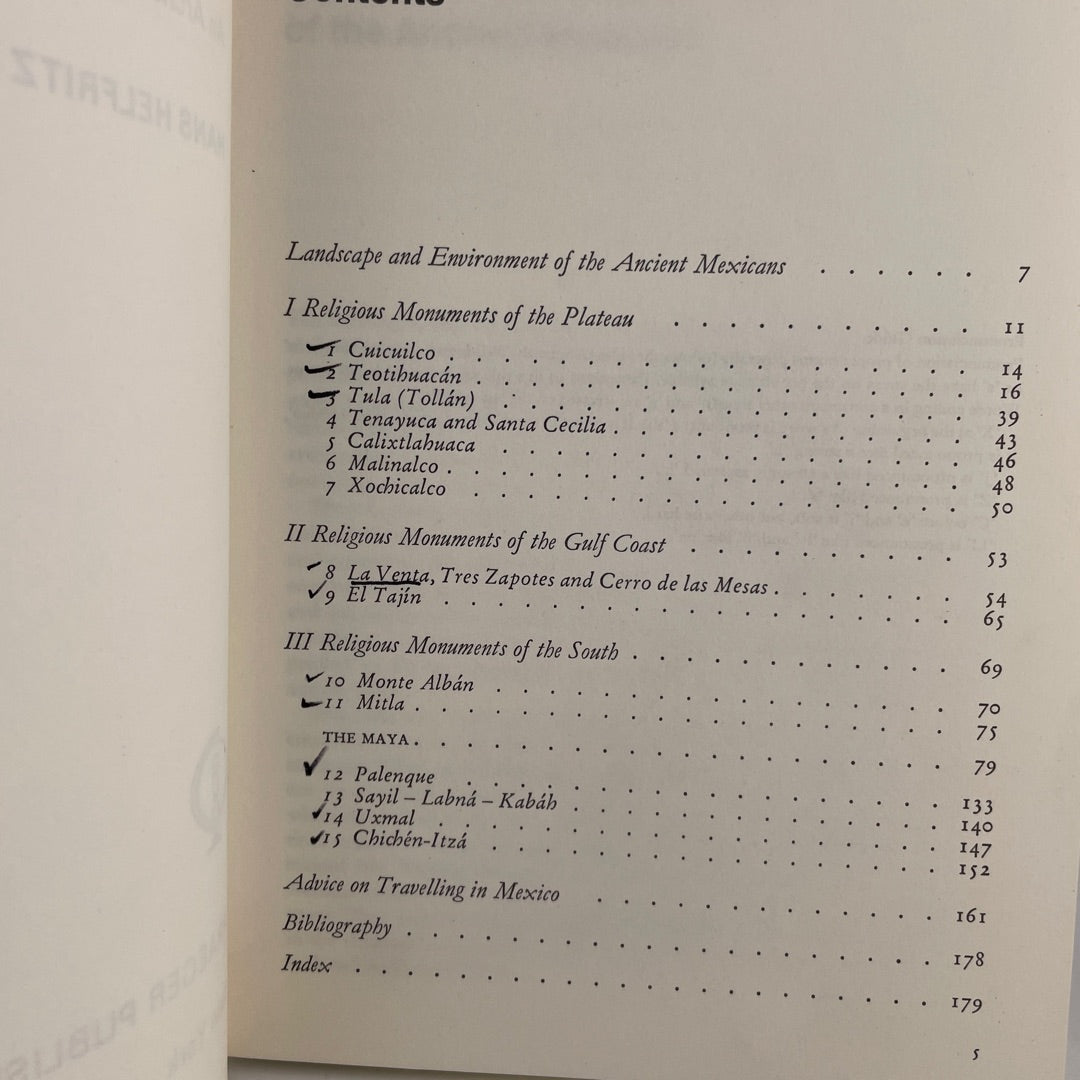 Contents
Landscape and Environment of the Ancient Mexicans . . . . . . 7
I Religious Monuments of the Plateau . . . . . . . . . . . 11
1 Cuicuilco . . . . . . . . . . . . . . . . . . . 14
2 Teotihuacán . . . . . . . . . . . . . . . . . . 16
3 Tula (Tollán) . . . . . . . . . . . . . . . . . 39
4 Tenayuca and Santa Cecilia . . . . . . . . . . . . . 43
5 Calixtlahuaca . . . . . . . . . . . . . . . . . 46
6 Malinalco . . . . . . . . . . . . . . . . . . . 48
7 Xochicalco . . . . . . . . . . . . . . . . . . 50
II Religious Monuments of the Gulf Coast . . . . . . . . . . 53
8 La Venta, Tres Zapotes and Cerro de las Mesas . . . . . . . 54
9 El Tajín . . . . . . . . . . . . . . . . . . . 65
III Religious Monuments of the South . . . . . . . . . . . . 69
10 Monte Albán . . . . . . . . . . . . . . . . . 70
11 Mitla . . . . . . . . . . . . . . . . . . . . 75
THE MAYA . . . . . . . . . . . . . . . . . . . . 79
12 Palenque . . . . . . . . . . . . . . . . . . 133
13 Sayil – Labná – Kabáh . . . . . . . . . . . . . . 140
14 Uxmal . . . . . . . . . . . . . . . . . . . 147
15 Chichén-Itzá . . . . . . . . . . . . . . . . . 152
Advice on Travelling in Mexico . . . . . . . . . . . . . 161
Bibliography . . . . . . . . . . . . . . . . . . . . 178
Index . . . . . . . . . . . . . . . . . . . . . . 179
5
HANS HELFRITZ